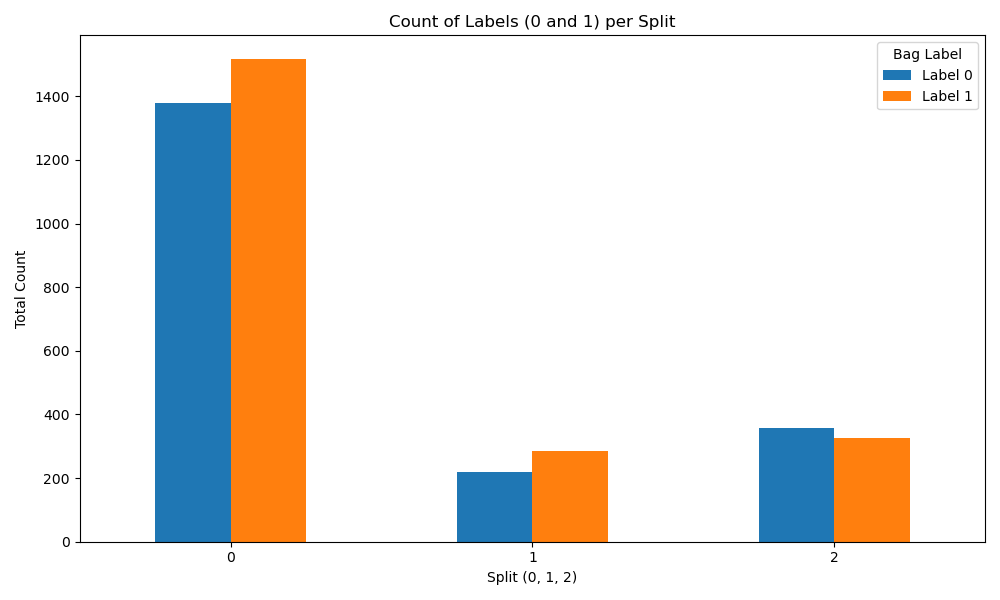 Count of Labels (0 and 1) per Split
Bag Label
Label 0
Label 1
Total Count
1400
1200
1000
800
600
400
200
0
0 1 2
Split (0, 1, 2)